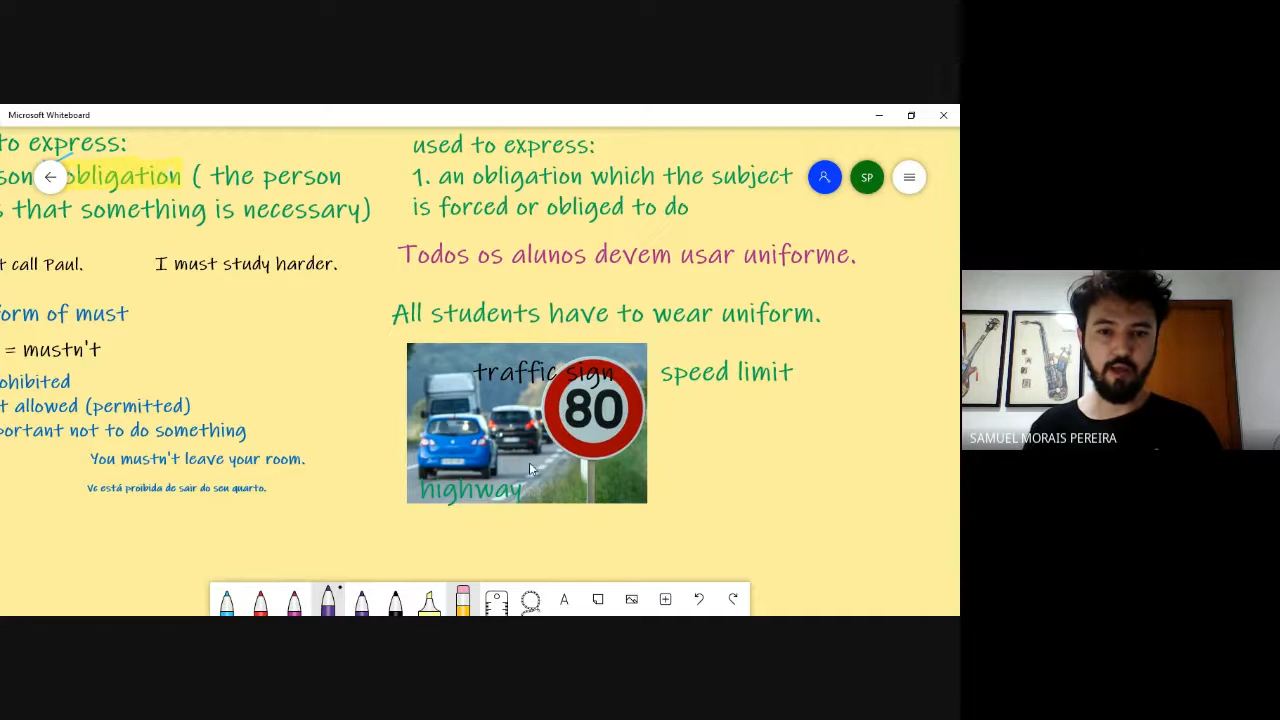 Microsoft Whiteboard
to express:
obligation ( the person
s that something is necessary)
t call Paul.
I must study harder.
form of must
= mustn't
ohibited
t allowed (permitted)
portant not to do something
You mustn't leave your room.
Vc está proibida de sair do seu quarto.
used to express:
1. an obligation which the subject
is forced or obliged to do
Todos os alunos devem usar uniforme.
All students have to wear uniform.
traffic sign
80
speed limit
highway
SP
A
SAMUEL MORAIS PEREIRA